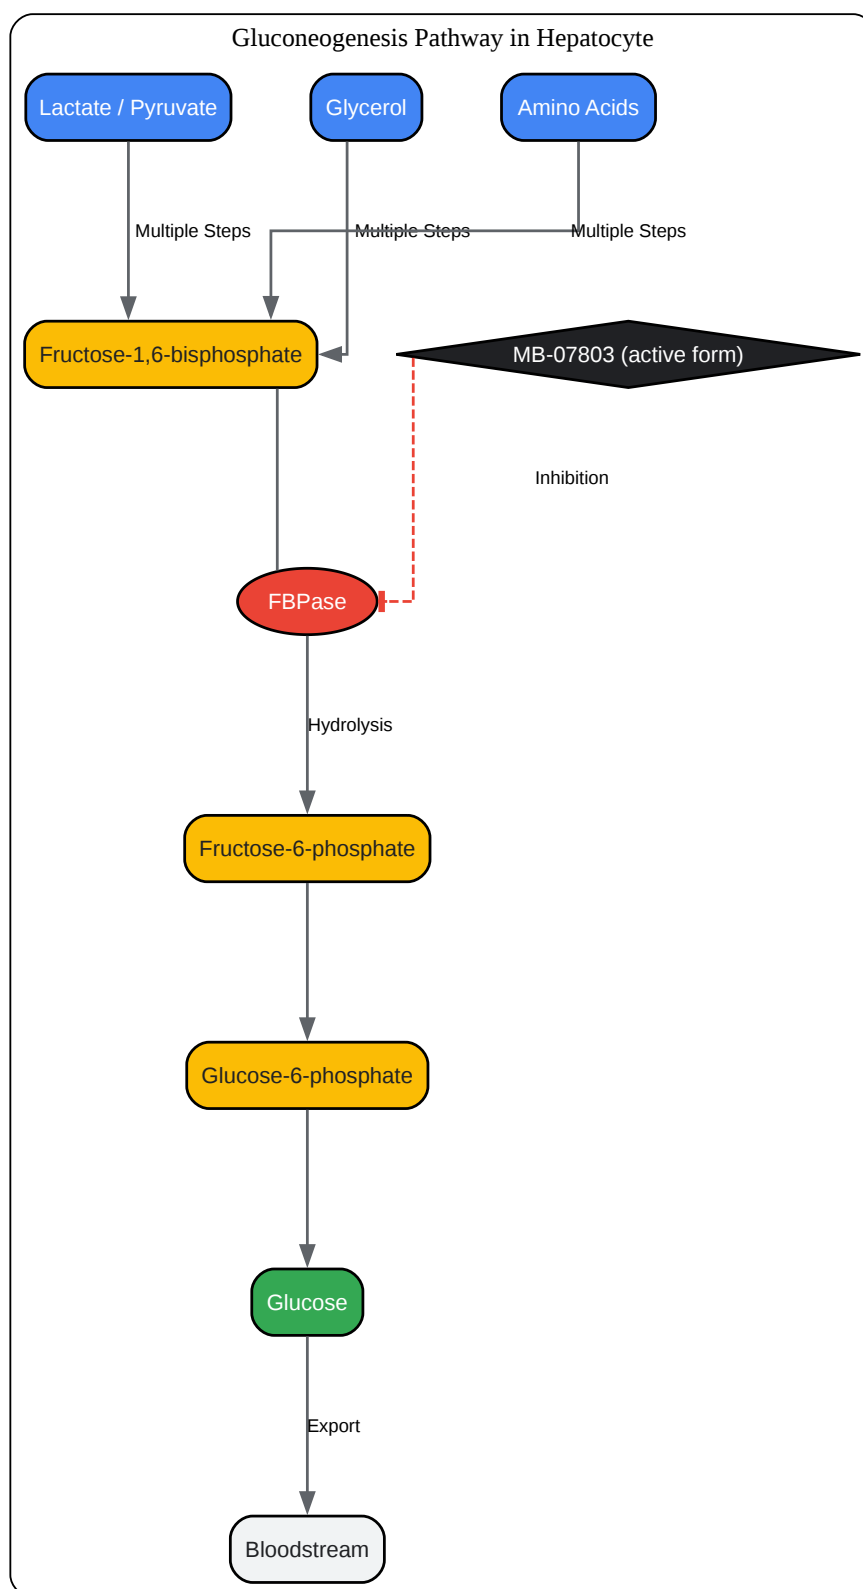 Gluconeogenesis Pathway in Hepatocyte
Lactate / Pyruvate
Glycerol
Amino Acids
Multiple Steps
Multiple Steps
Multiple Steps
Fructose-1,6-bisphosphate
MB-07803 (active form)
Inhibition
FBPase
Hydrolysis
Fructose-6-phosphate
Glucose-6-phosphate
Glucose
Export
Bloodstream